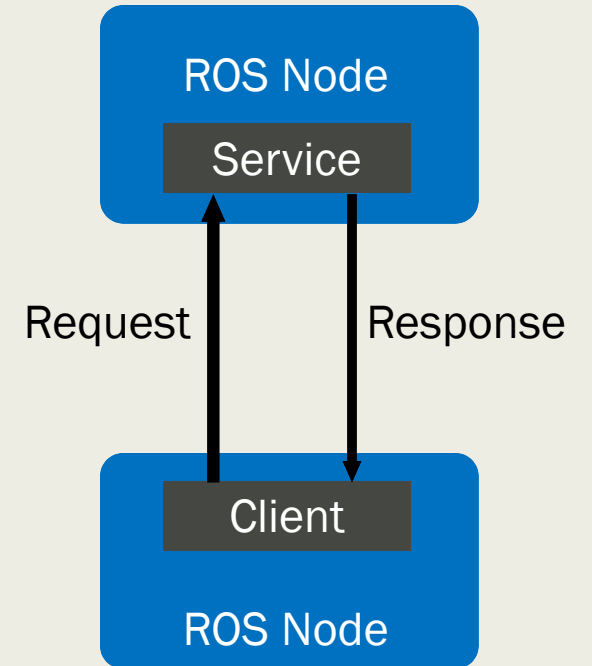 ROS Node
Service
Request
Response
Client
ROS Node